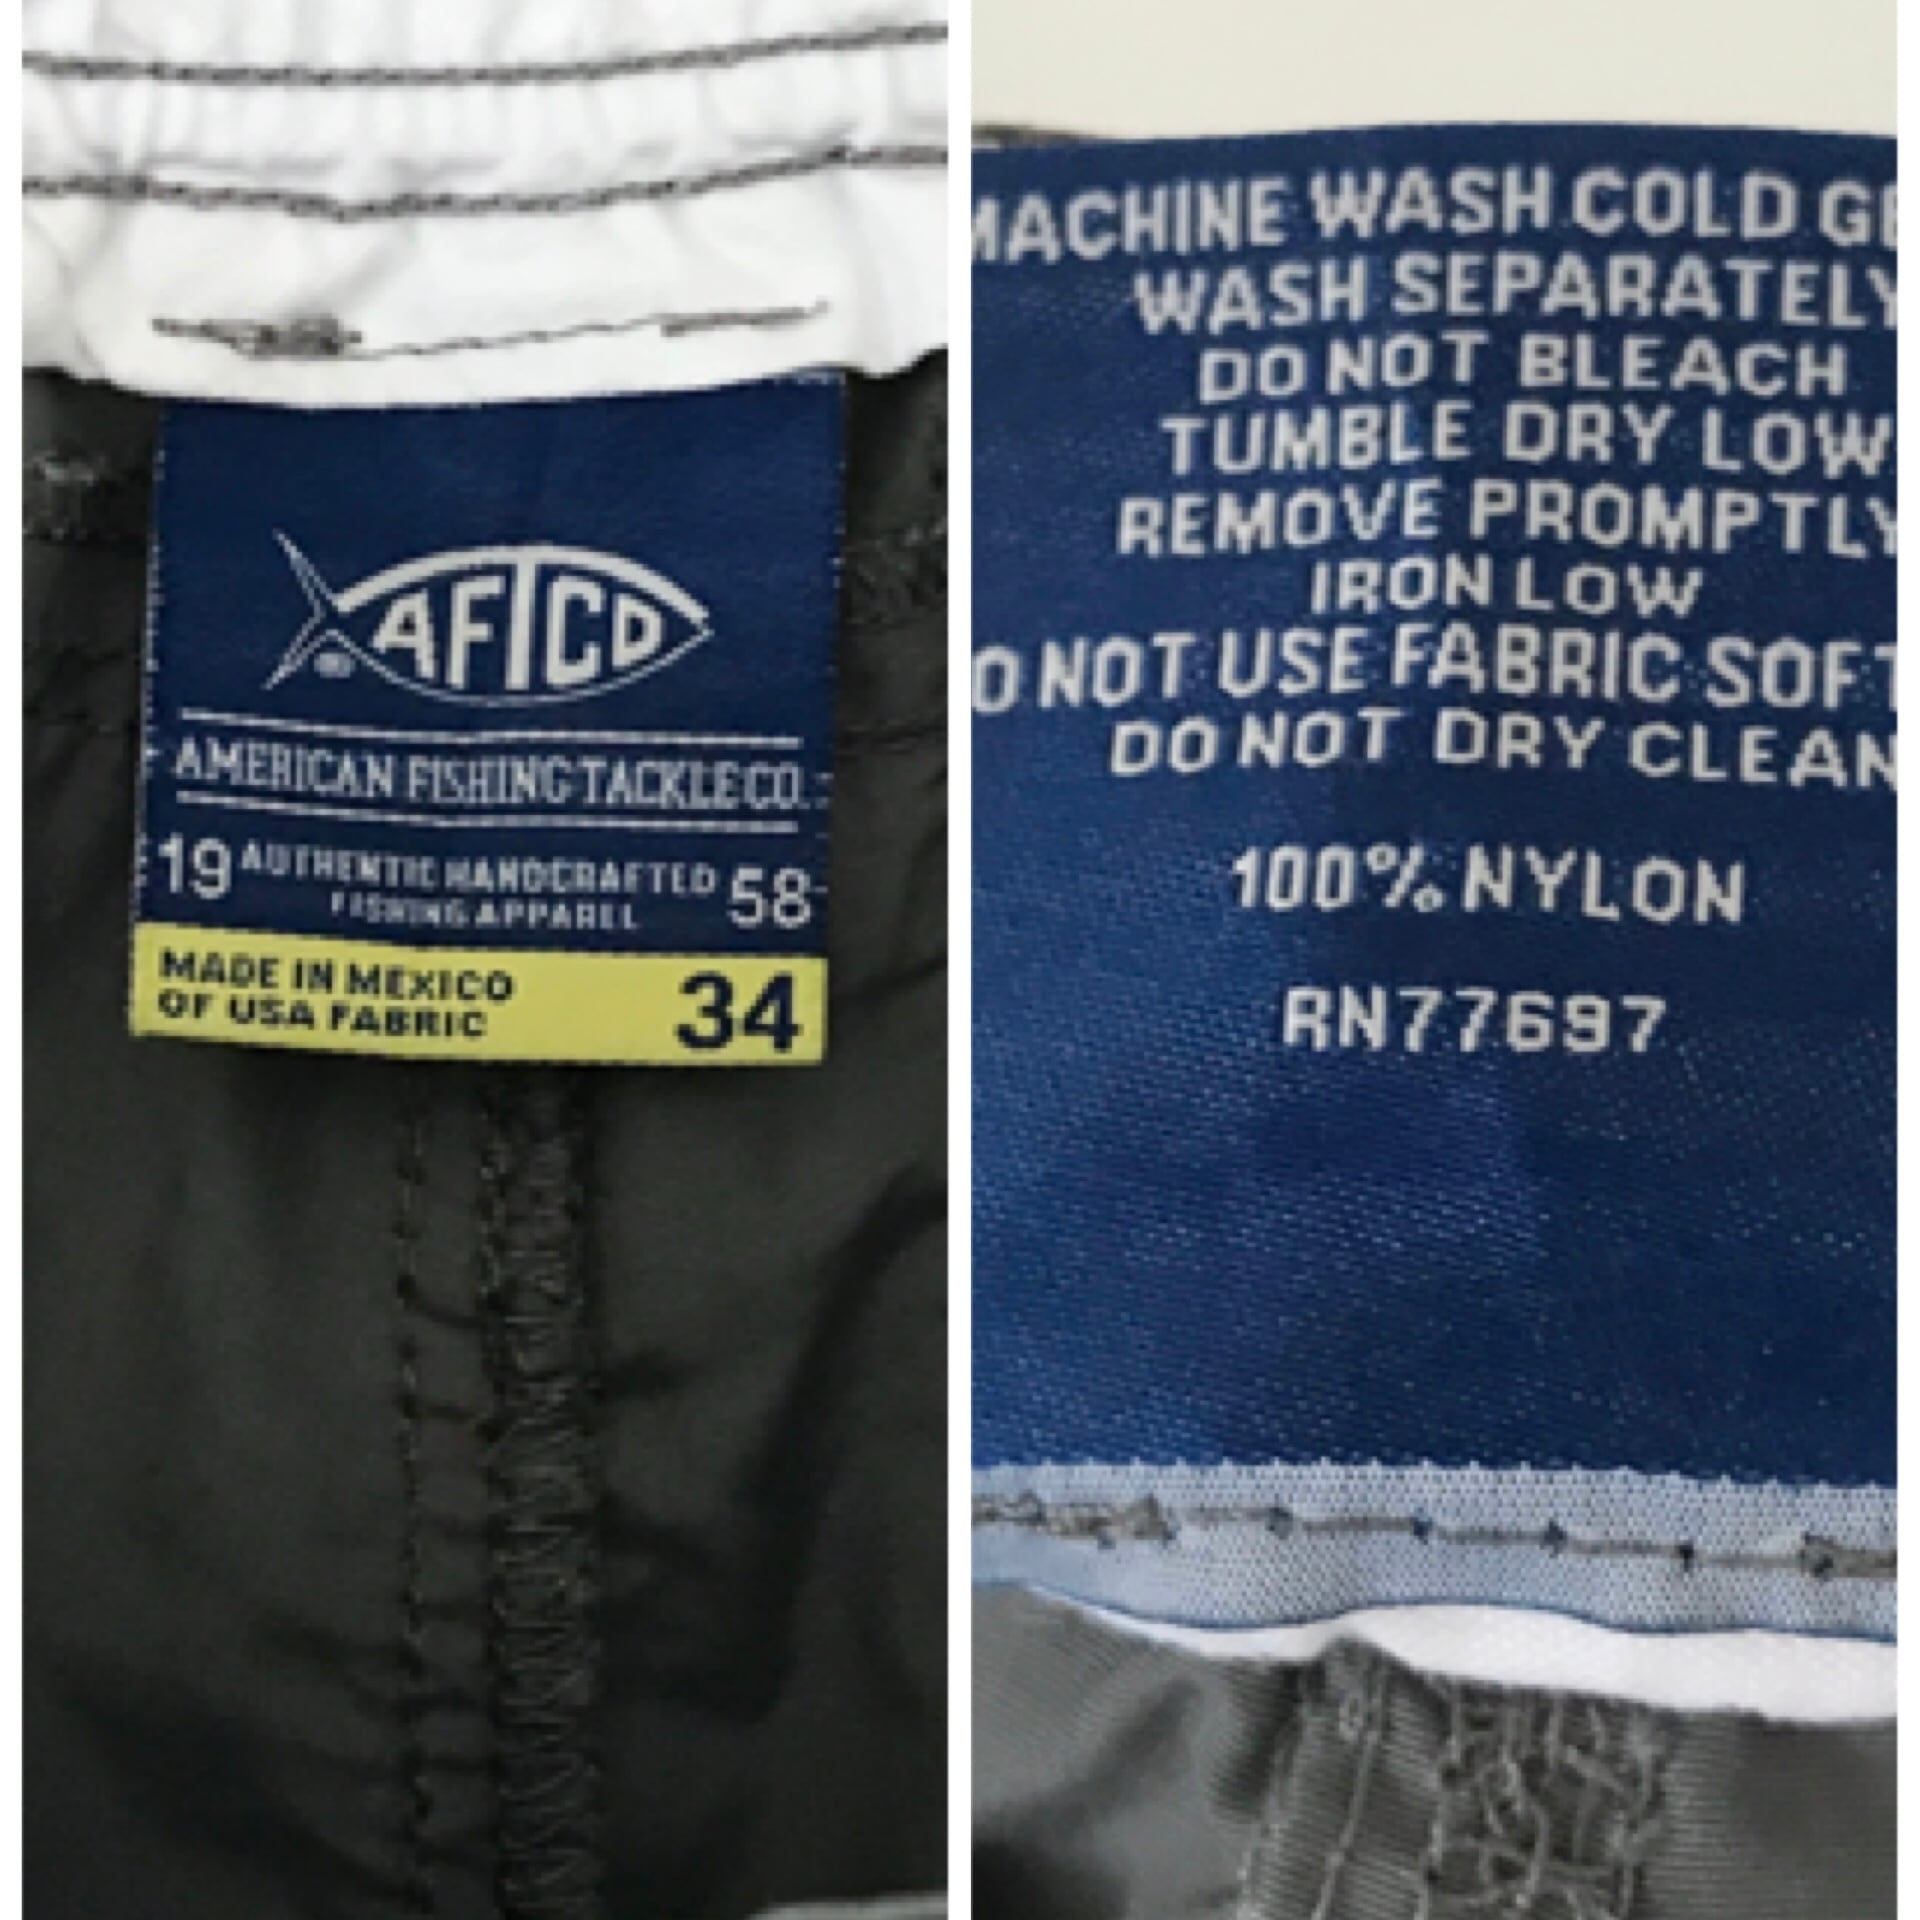 AFTCO
®
AMERICAN FISHING TACKLE CO.
19 AUTHENTIC HANDCRAFTED 58
FISHING APPAREL
MADE IN MEXICO
OF USA FABRIC
34
MACHINE WASH COLD GE
WASH SEPARATELY
DO NOT BLEACH
TUMBLE DRY LOW
REMOVE PROMPTLY
IRON LOW
O NOT USE FABRIC SOFT
DO NOT DRY CLEAN
100% NYLON
RN77697